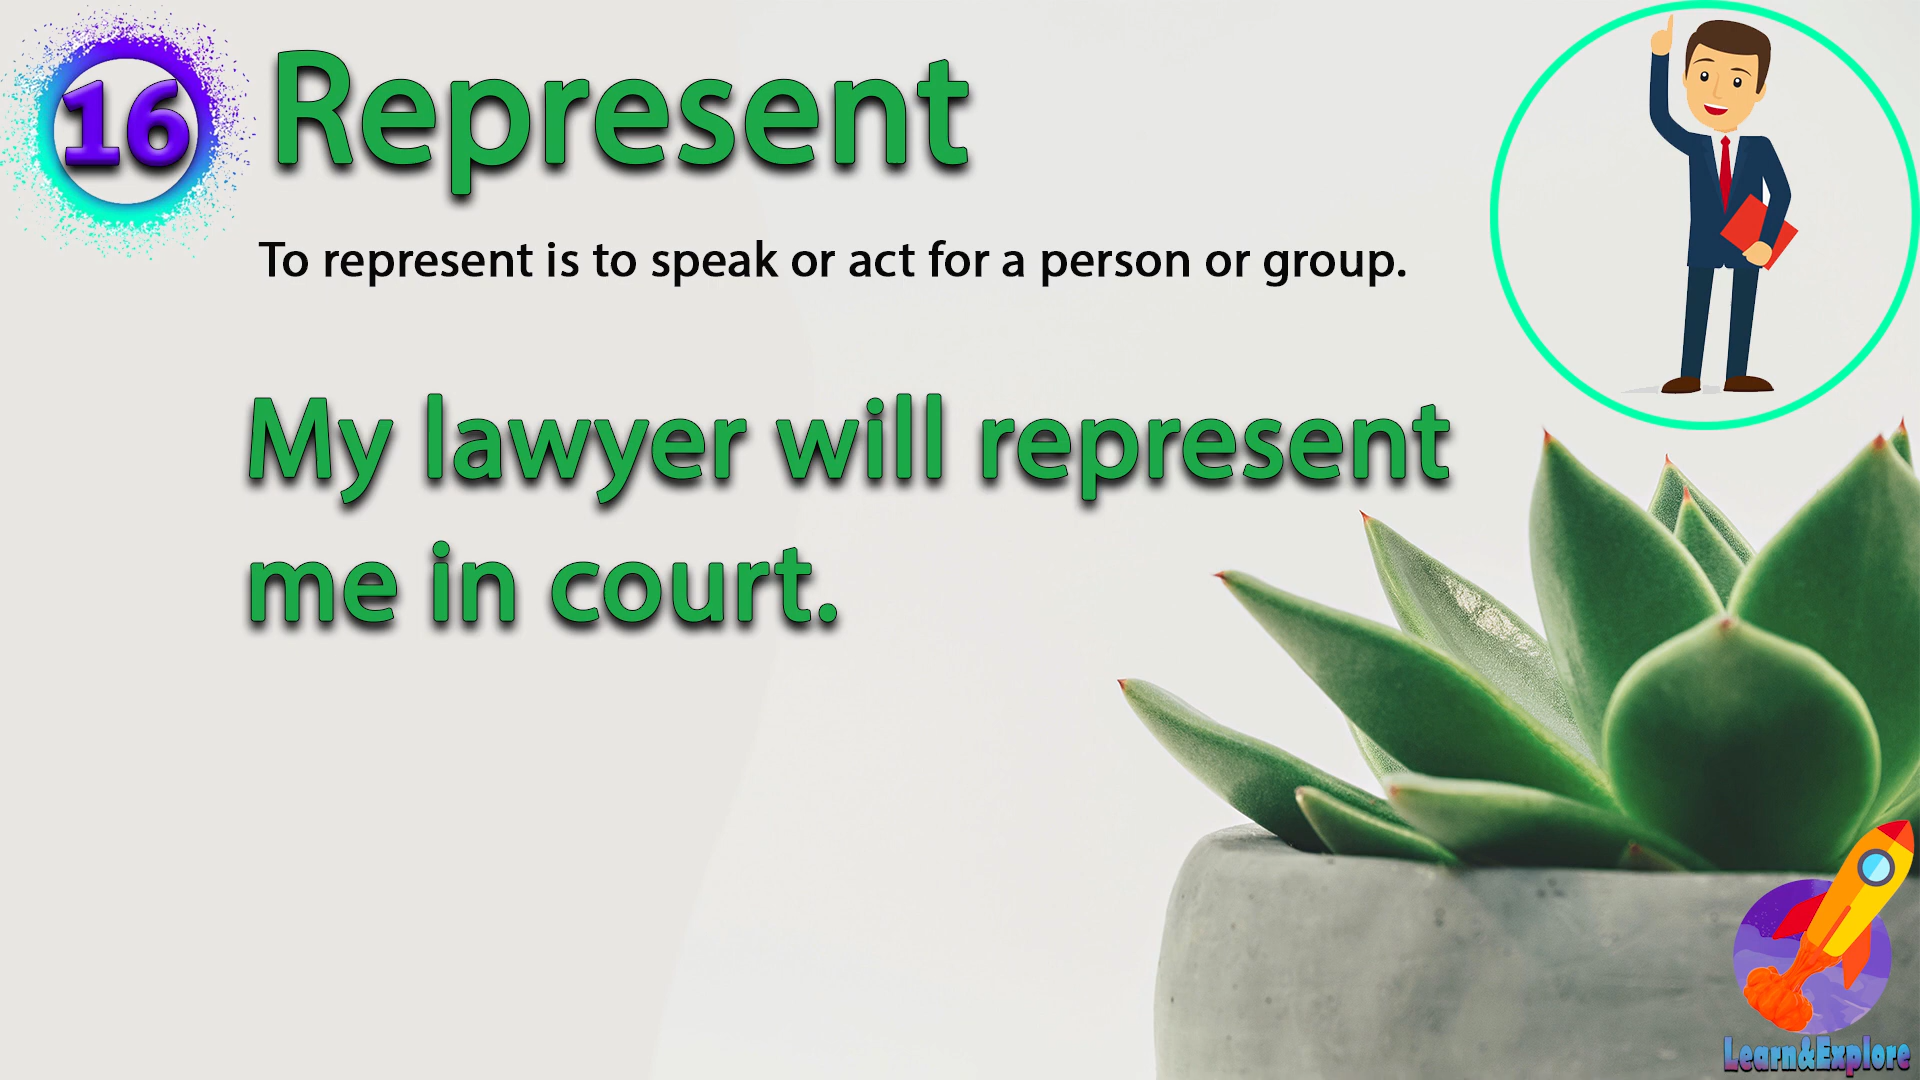 16
Represent
To represent is to speak or act for a person or group.
My lawyer will represent
me in court.
Learn&Explore